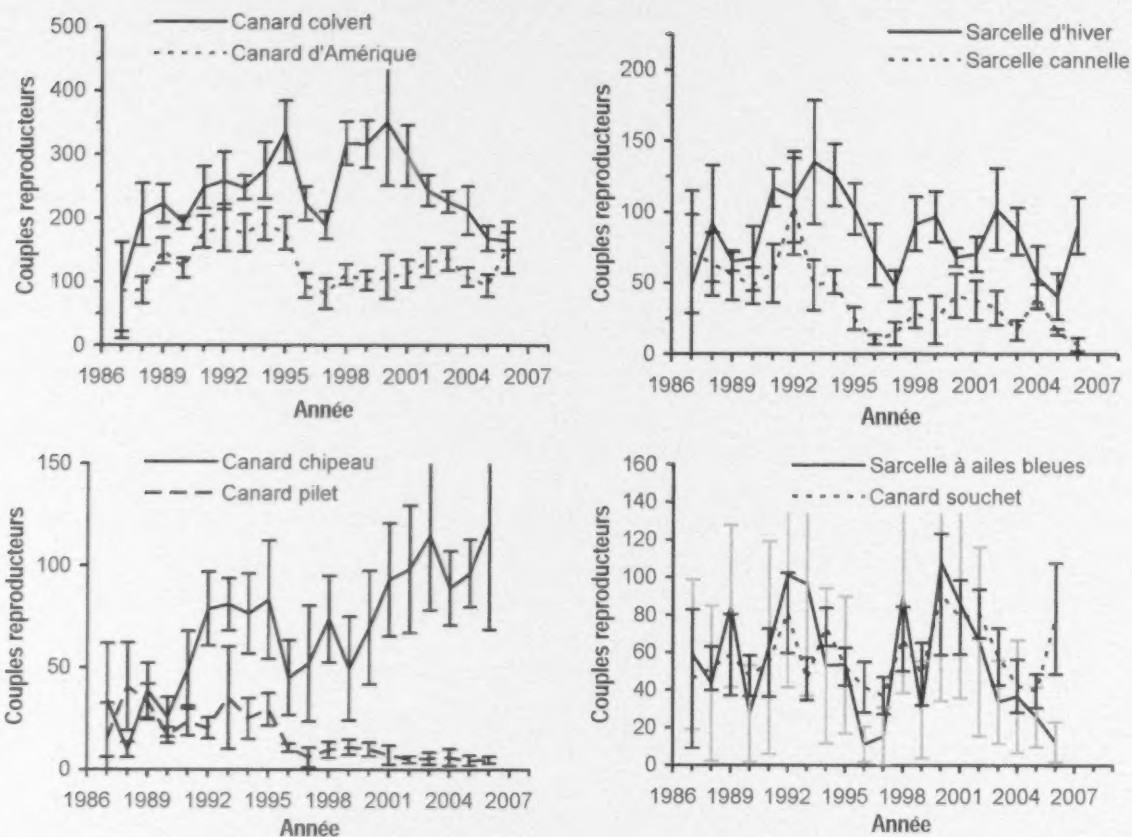 Canard colvert
Canard d'Amérique
Couples reproducteurs
500
400
300
200
100
0
1986 1989 1992 1995 1998 2001 2004 2007
Année
Sarcelle d'hiver
Sarcelle cannelle
Couples reproducteurs
200
150
100
50
0
1986 1989 1992 1995 1998 2001 2004 2007
Année
Canard chipeau
Canard pilet
Couples reproducteurs
150
100
50
0
1986 1989 1992 1995 1998 2001 2004 2007
Année
Sarcelle à ailes bleues
Canard souchet
Couples reproducteurs
160
140
120
100
80
60
40
20
0
1986 1989 1992 1995 1998 2001 2004 2007
Année